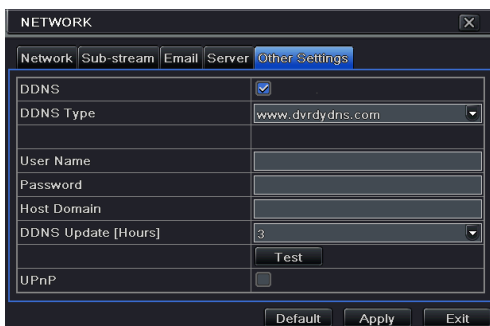 NETWORK
Network Sub-stream Email Server Other Settings
DDNS
DDNS Type www.dvrdydns.com
User Name
Password
Host Domain
DDNS Update [Hours] 3
Test
UPnP
Default Apply Exit